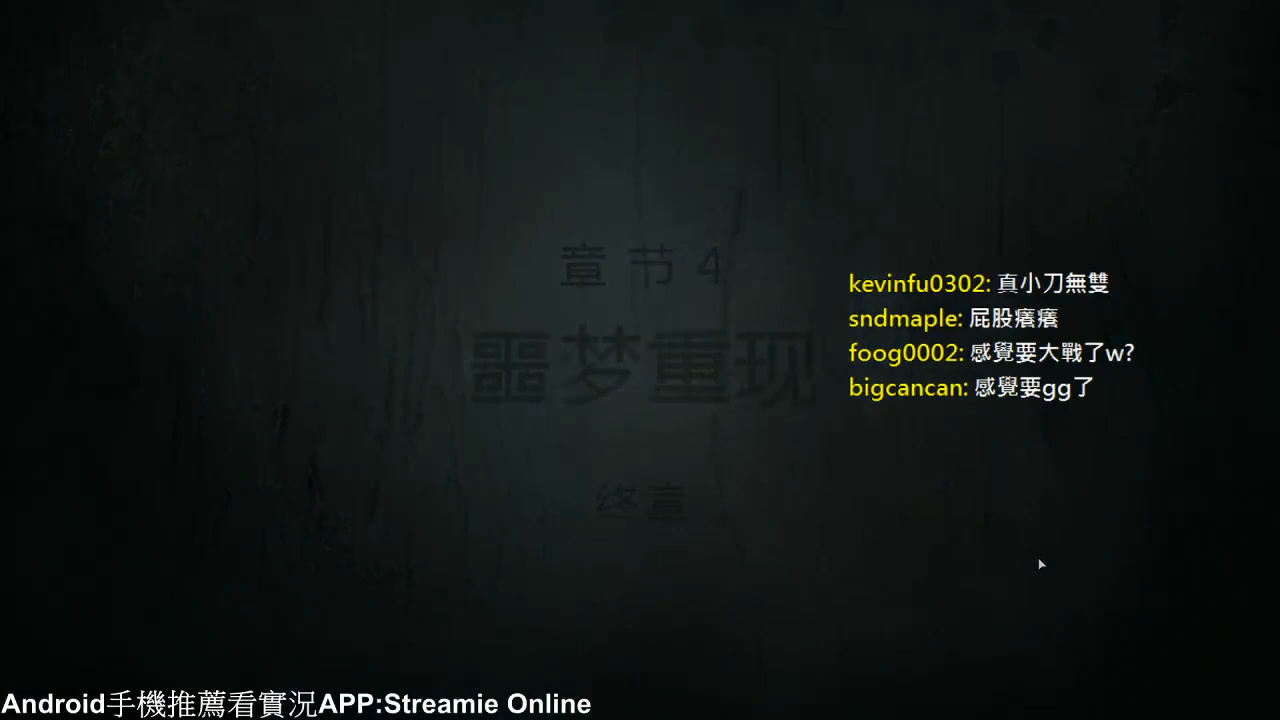 章节 4
噩梦重现
终章
kevinfu0302: 真小刀無雙
sndmaple: 屁股癢癢
foog0002: 感覺要大戰了w?
bigcancan: 感覺要gg了
Android手機推薦看實況APP:Streamie Online